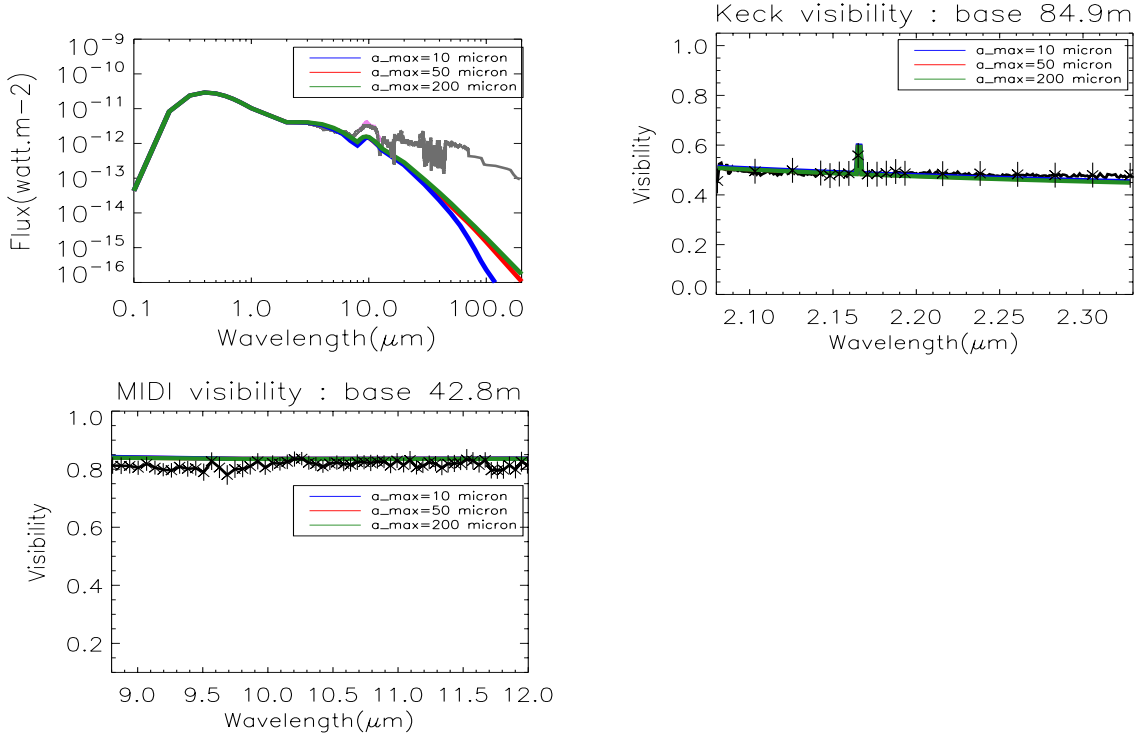 10⁻⁹
10⁻¹⁰
10⁻¹¹
10⁻¹²
10⁻¹³
10⁻¹⁴
10⁻¹⁵
10⁻¹⁶
Flux(watt.m-2)
a_max=10 micron
a_max=50 micron
a_max=200 micron
0.1 1.0 10.0 100.0
Wavelength(μm)
Keck visibility : base 84.9m
1.0
0.8
0.6
0.4
0.2
0.0
Visibility
a_max=10 micron
a_max=50 micron
a_max=200 micron
2.10 2.15 2.20 2.25 2.30
Wavelength(μm)
MIDI visibility : base 42.8m
1.0
0.8
0.6
0.4
0.2
Visibility
a_max=10 micron
a_max=50 micron
a_max=200 micron
9.0 9.5 10.0 10.5 11.0 11.5 12.0
Wavelength(μm)